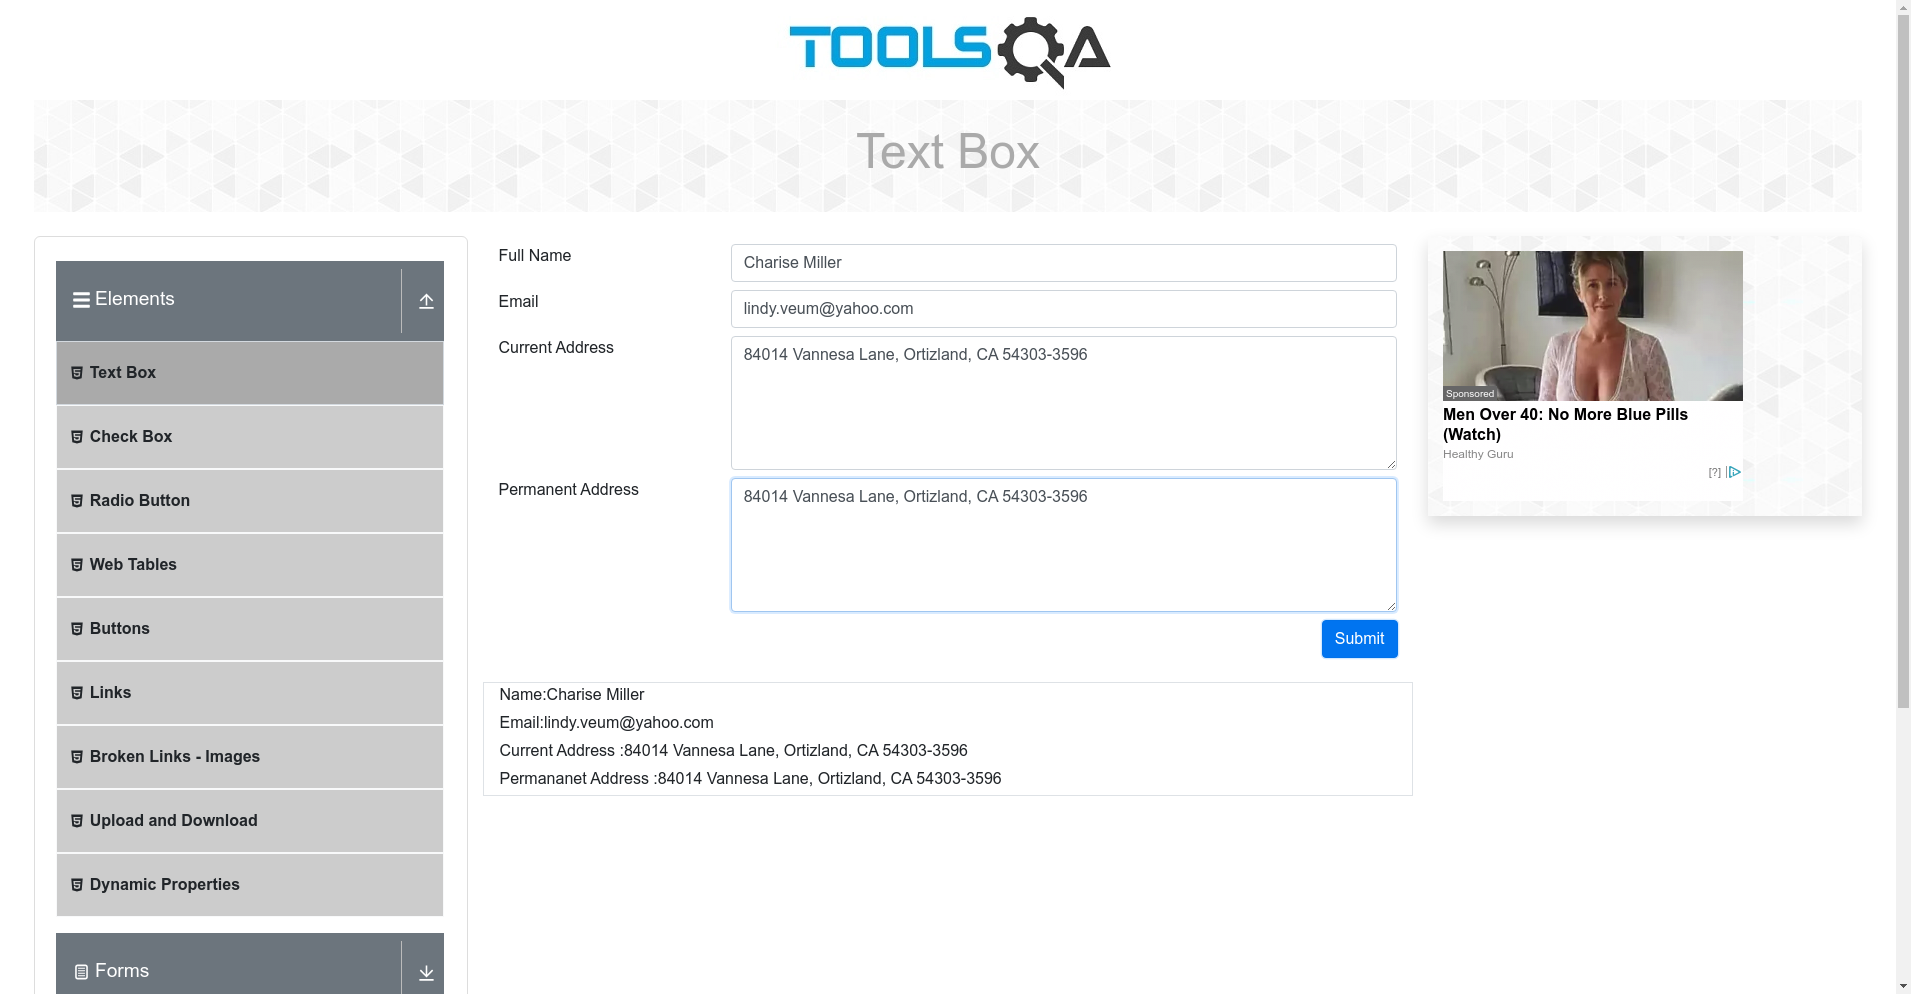 TOOLSQA
Text Box
Elements
Text Box
Check Box
Radio Button
Web Tables
Buttons
Links
Broken Links - Images
Upload and Download
Dynamic Properties
Forms
Full Name
Charise Miller
Email
lindy.veum@yahoo.com
Current Address
84014 Vannesa Lane, Ortizland, CA 54303-3596
Permanent Address
84014 Vannesa Lane, Ortizland, CA 54303-3596
Submit
Name:Charise Miller
Email:lindy.veum@yahoo.com
Current Address :84014 Vannesa Lane, Ortizland, CA 54303-3596
Permananet Address :84014 Vannesa Lane, Ortizland, CA 54303-3596
Sponsored
Men Over 40: No More Blue Pills
(Watch)
Healthy Guru
[?]